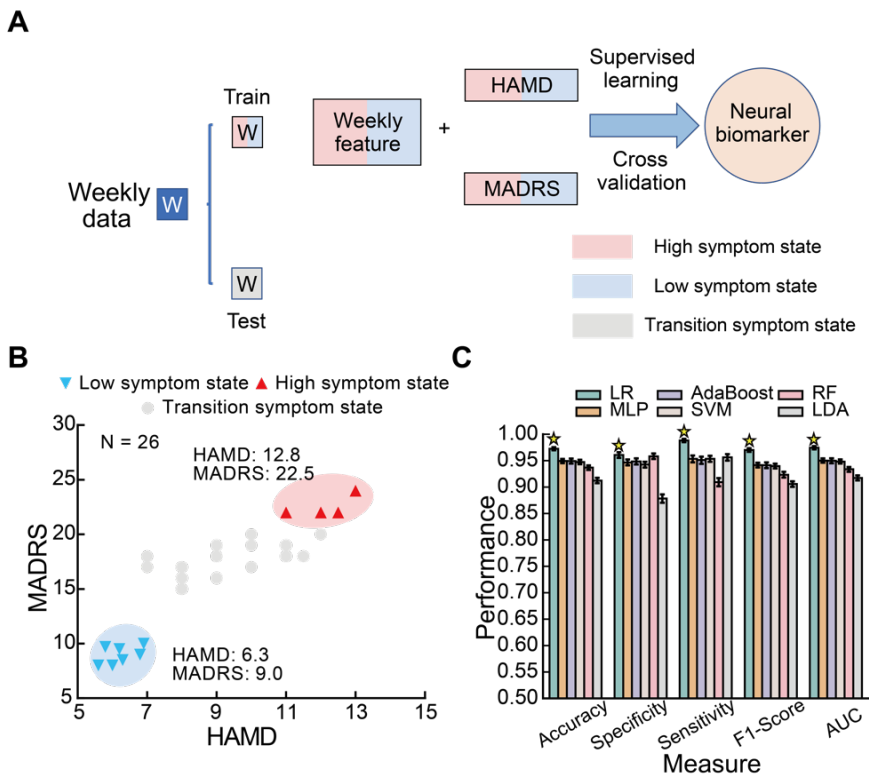 A
Train
W
Weekly
data
W
W
Test
Weekly
feature
+
HAMD
MADRS
Supervised
learning
Cross
validation
Neural
biomarker
High symptom state
Low symptom state
Transition symptom state
B
Low symptom state
High symptom state
Transition symptom state
N = 26
HAMD: 12.8
MADRS: 22.5
HAMD: 6.3
MADRS: 9.0
MADRS
30
25
20
15
10
5
5
7
9
11
13
15
HAMD
C
LR
AdaBoost
RF
MLP
SVM
LDA
Performance
1.00
0.95
0.90
0.85
0.80
0.75
0.70
0.65
0.60
0.55
0.50
Accuracy
Specificity
Sensitivity
F1-Score
AUC
Measure